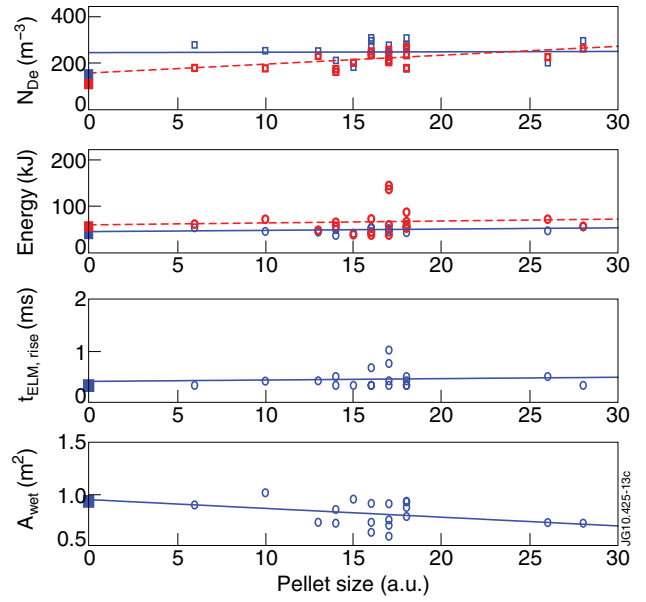 400
200
0
N_De (m⁻³)
0 5 10 15 20 25 30
200
100
0
Energy (kJ)
0 5 10 15 20 25 30
2
1
0
t_ELM, rise (ms)
0 5 10 15 20 25 30
1.5
1.0
0.5
A_wet (m²)
0 5 10 15 20 25 30
Pellet size (a.u.)
JG10.425-13c